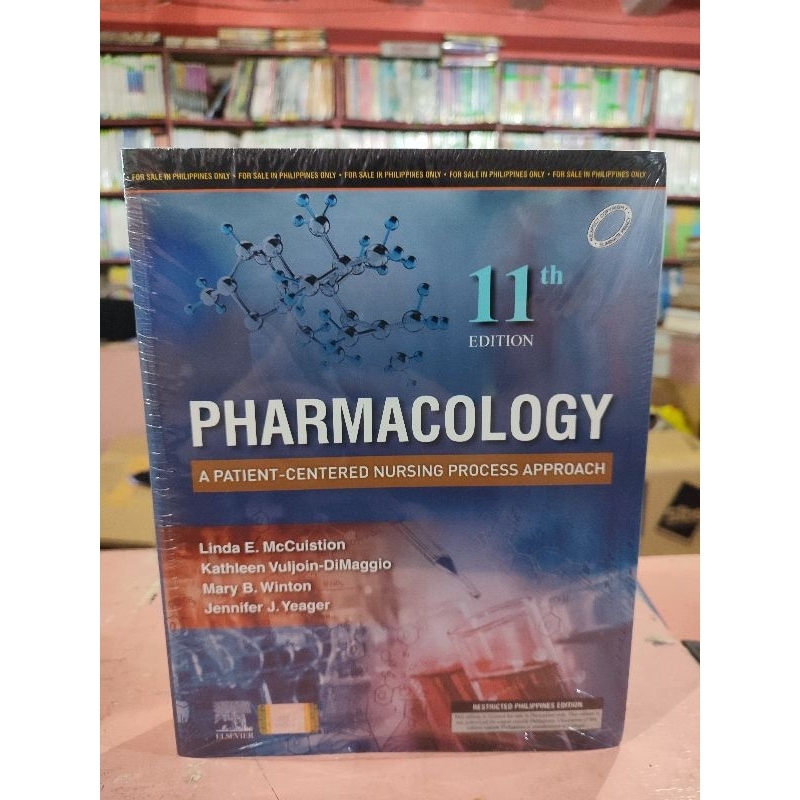 FOR SALE IN PHILIPPINES ONLY • FOR SALE IN PHILIPPINES ONLY • FOR SALE IN PHILIPPINES ONLY • FOR SALE IN PHILIPPINES ONLY • FOR SALE IN PHILIPPINES ONLY
11th
EDITION
PHARMACOLOGY
A PATIENT-CENTERED NURSING PROCESS APPROACH
Linda E. McCuistion
Kathleen Vuljoin-DiMaggio
Mary B. Winton
Jennifer J. Yeager
ELSEVIER
RESTRICTED PHILIPPINES EDITION